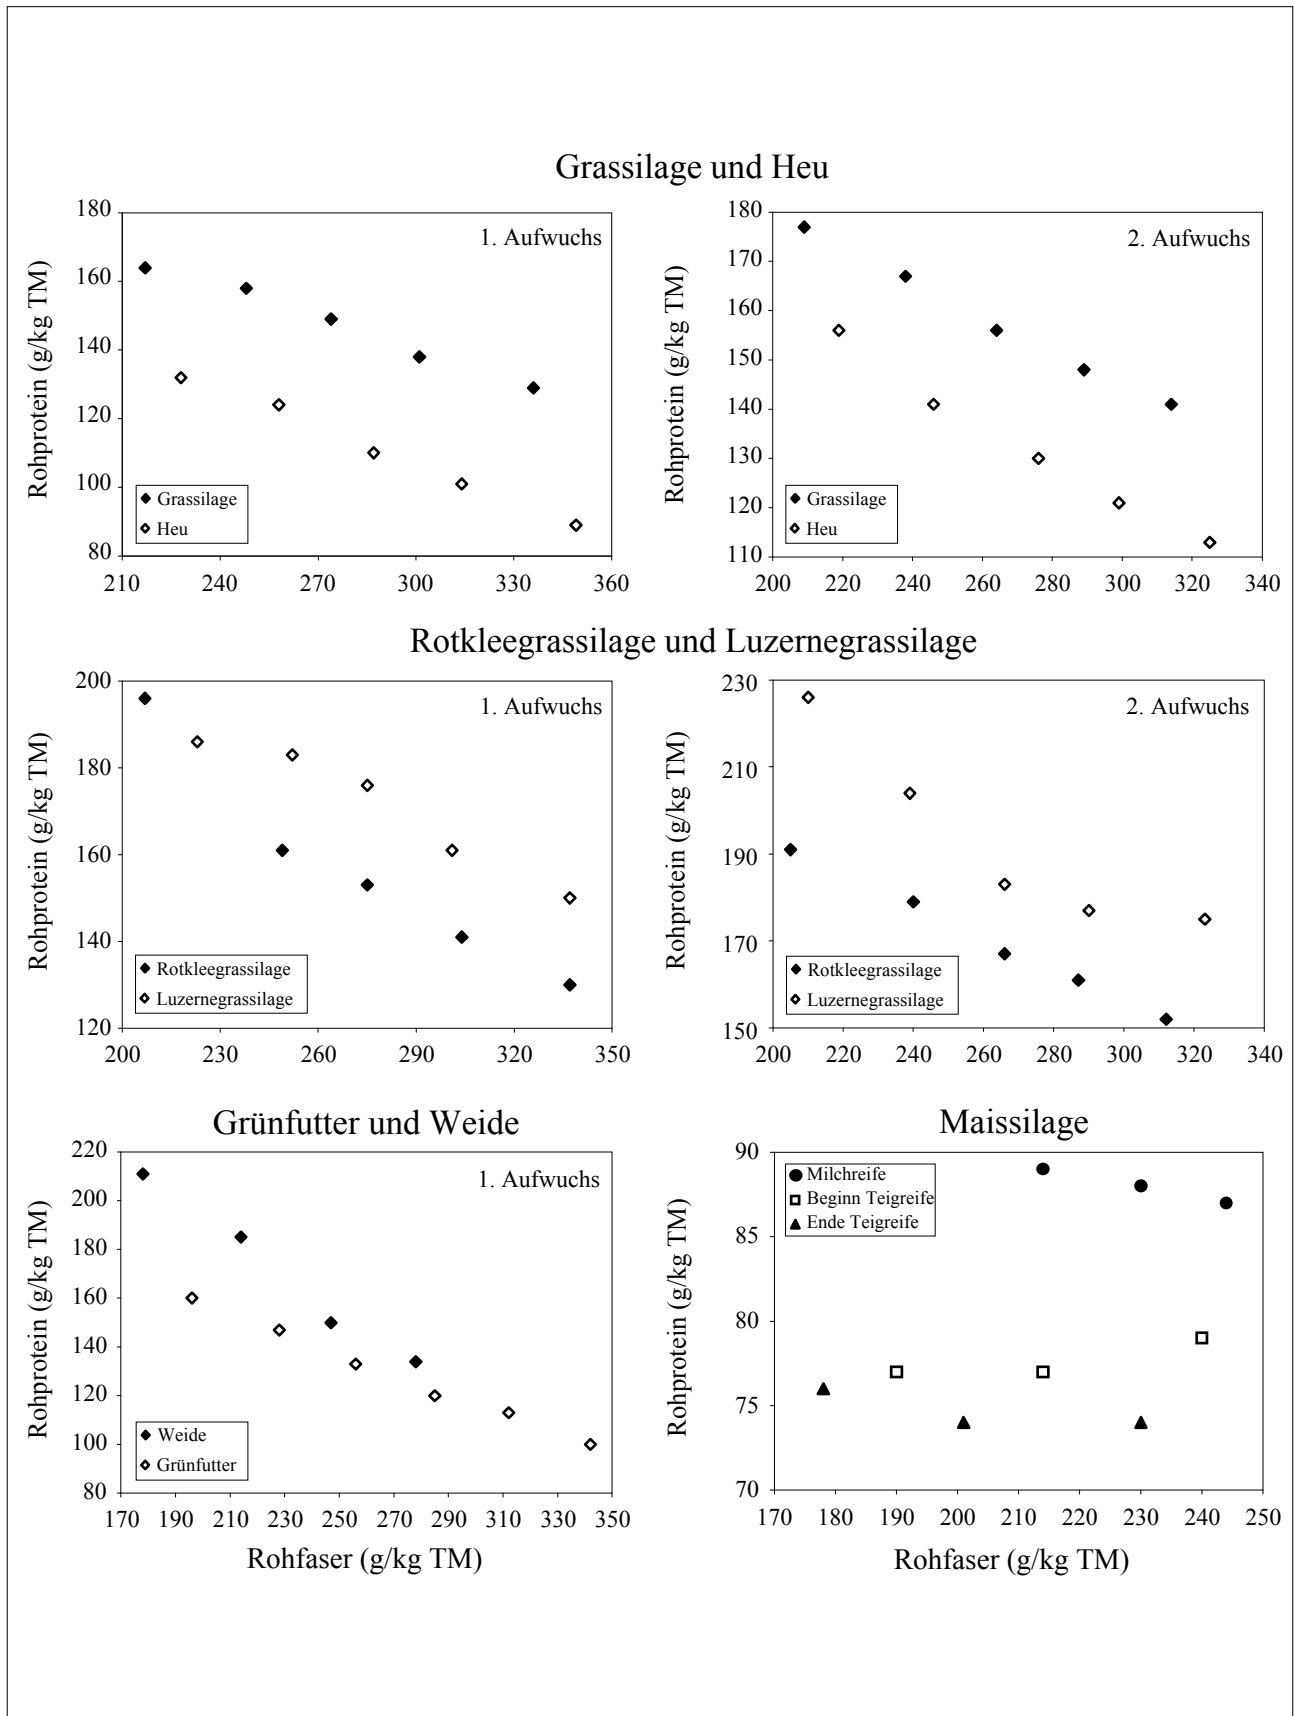 Grassilage und Heu
Rohprotein (g/kg TM)
180
160
140
120
100
80
1. Aufwuchs
Grassilage
Heu
210 240 270 300 330 360
Rohprotein (g/kg TM)
180
170
160
150
140
130
120
110
2. Aufwuchs
Grassilage
Heu
200 220 240 260 280 300 320 340
Rotkleegrassilage und Luzernegrassilage
Rohprotein (g/kg TM)
200
180
160
140
120
1. Aufwuchs
Rotkleegrassilage
Luzernegrassilage
200 230 260 290 320 350
Rohprotein (g/kg TM)
230
210
190
170
150
2. Aufwuchs
Rotkleegrassilage
Luzernegrassilage
200 220 240 260 280 300 320 340
Grünfutter und Weide
Rohprotein (g/kg TM)
220
200
180
160
140
120
100
80
1. Aufwuchs
Weide
Grünfutter
170 190 210 230 250 270 290 310 330 350
Rohfaser (g/kg TM)
Maissilage
Rohprotein (g/kg TM)
90
85
80
75
70
Milchreife
Beginn Teigreife
Ende Teigreife
170 180 190 200 210 220 230 240 250
Rohfaser (g/kg TM)